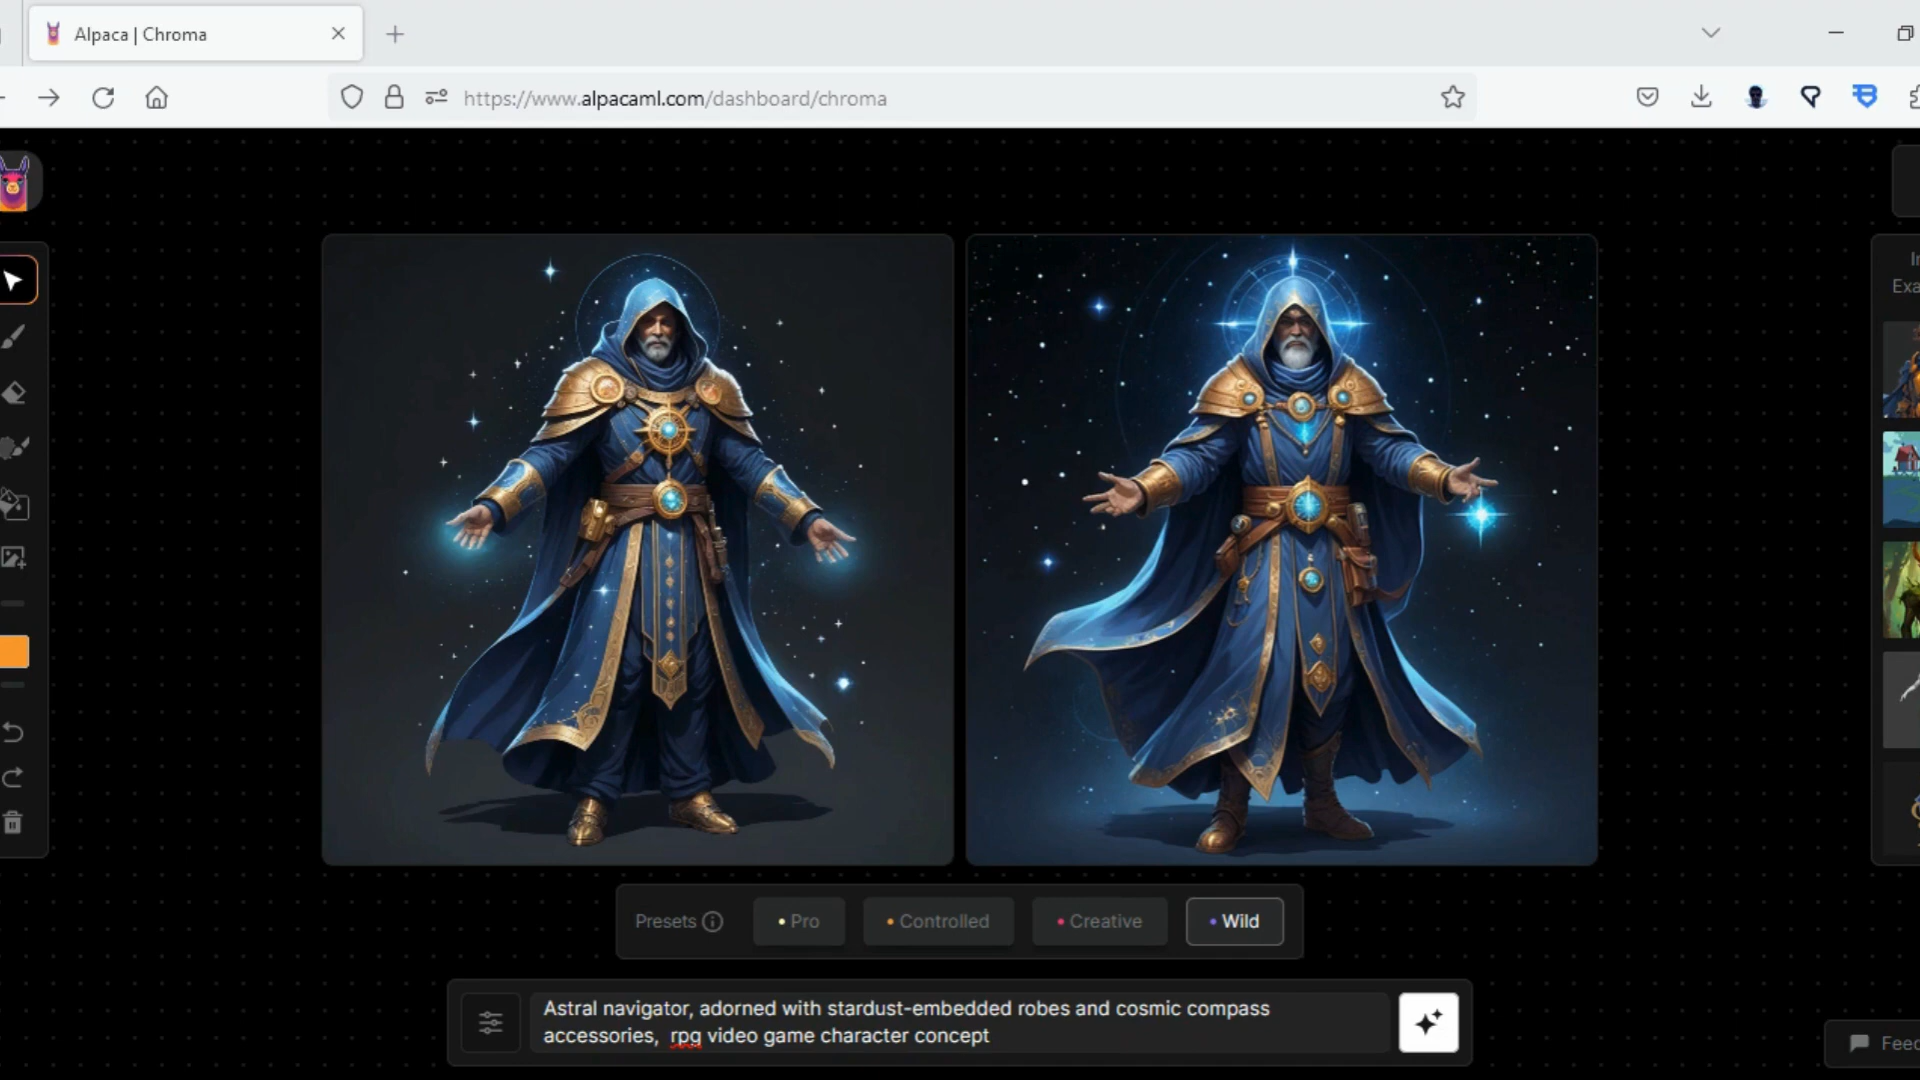 Alpaca | Chroma
https://www.alpacaml.com/dashboard/chroma
Presets
Pro
Controlled
Creative
Wild
Astral navigator, adorned with stardust-embedded robes and cosmic compass
accessories,  rpg video game character concept